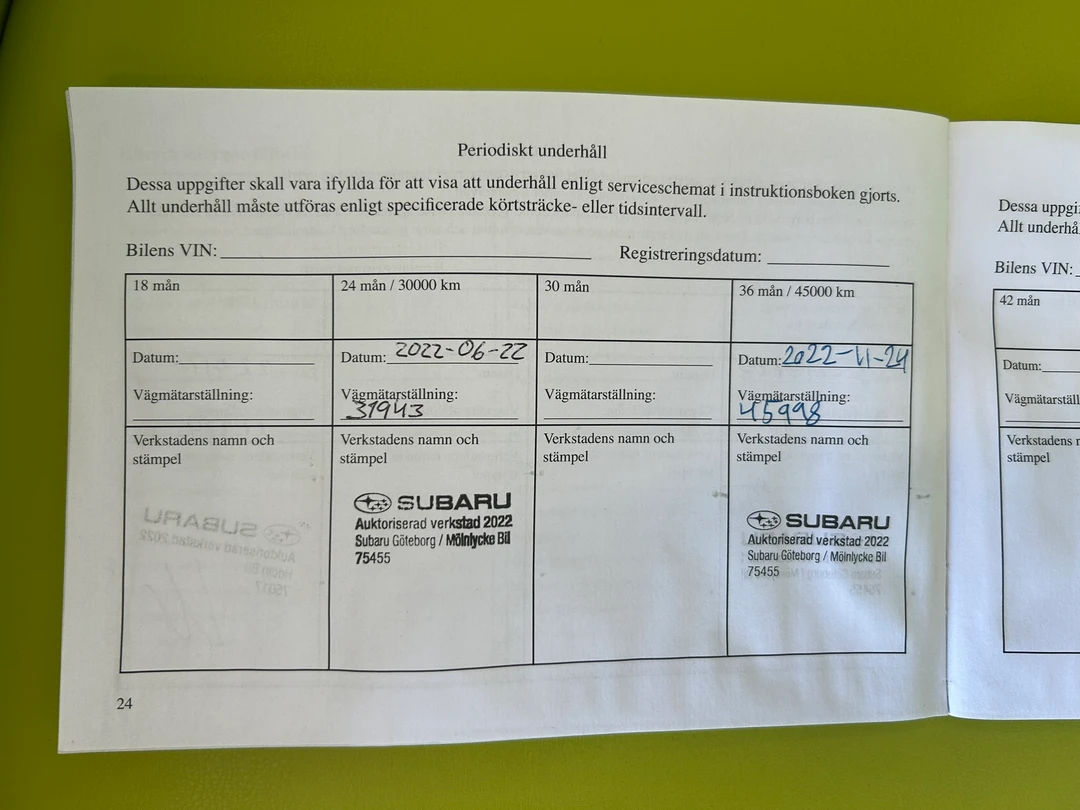 Periodiskt underhåll
Dessa uppgifter skall vara ifyllda för att visa att underhåll enligt serviceschemat i instruktionsboken gjorts.
Allt underhåll måste utföras enligt specificerade körtsträcke- eller tidsintervall.
Bilens VIN: Registreringsdatum:
18 mån
Datum:
Vägmätarställning:
Verkstadens namn och
stämpel
24 mån / 30000 km
Datum: 2022-06-22
Vägmätarställning:
31943
Verkstadens namn och
stämpel
SUBARU
Auktoriserad verkstad 2022
Subaru Göteborg / Mölnlycke Bil
75455
30 mån
Datum:
Vägmätarställning:
Verkstadens namn och
stämpel
36 mån / 45000 km
Datum: 2022-11-24
Vägmätarställning:
45998
Verkstadens namn och
stämpel
SUBARU
Auktoriserad verkstad 2022
Subaru Göteborg / Mölnlycke Bil
75455
24
Dessa
Allt
Bilens VIN:
42 mån
Datum:
Verkstadens
stämpel